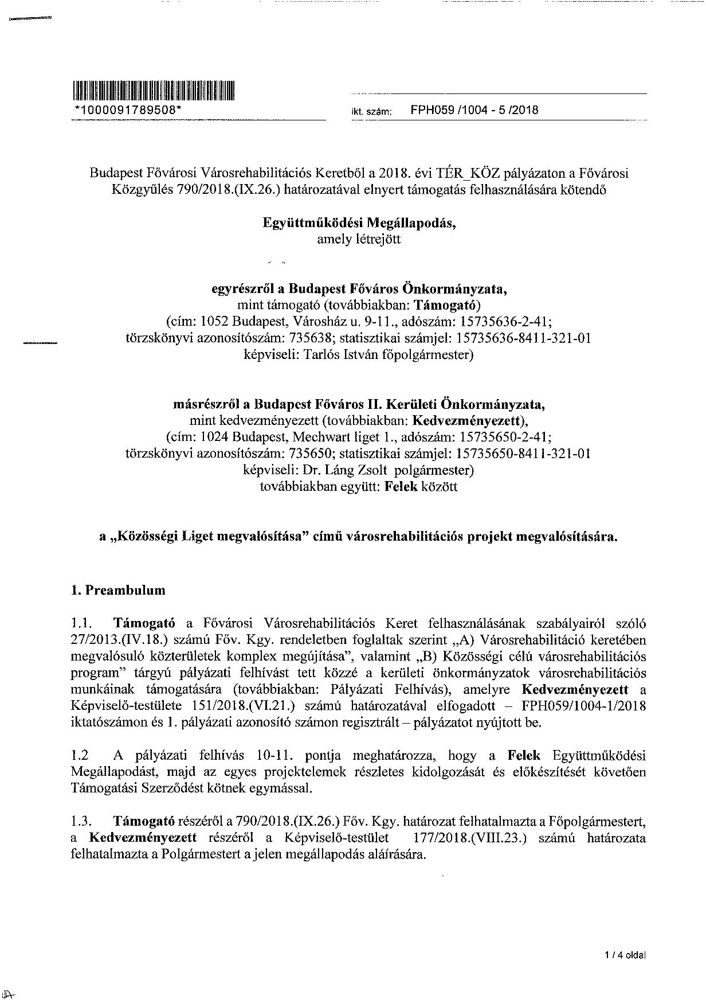 *1000091789508*
ikt. szám: FPH059 /1004 - 5 /2018
Budapest Fővárosi Városrehabilitációs Keretből a 2018. évi TÉR_KÖZ pályázaton a Fővárosi
Közgyűlés 790/2018.(IX.26.) határozatával elnyert támogatás felhasználására kötendő
Együttműködési Megállapodás,
amely létrejött
egyrészről a Budapest Főváros Önkormányzata,
mint támogató (továbbiakban: Támogató)
(cím: 1052 Budapest, Városház u. 9-11., adószám: 15735636-2-41;
törzskönyvi azonosítószám: 735638; statisztikai számjel: 15735636-8411-321-01
képviseli: Tarlós István főpolgármester)
másrészről a Budapest Főváros II. Kerületi Önkormányzata,
mint kedvezményezett (továbbiakban: Kedvezményezett),
(cím: 1024 Budapest, Mechwart liget 1., adószám: 15735650-2-41;
törzskönyvi azonosítószám: 735650; statisztikai számjel: 15735650-8411-321-01
képviseli: Dr. Láng Zsolt polgármester)
továbbiakban együtt: Felek között
a „Közösségi Liget megvalósítása” című városrehabilitációs projekt megvalósítására.
1. Preambulum
1.1. Támogató a Fővárosi Városrehabilitációs Keret felhasználásának szabályairól szóló
27/2013.(IV.18.) számú Főv. Kgy. rendeletben foglaltak szerint „A) Városrehabilitáció keretében
megvalósuló közterületek komplex megújítása”, valamint „B) Közösségi célú városrehabilitációs
program” tárgyú pályázati felhívást tett közzé a kerületi önkormányzatok városrehabilitációs
munkáinak támogatására (továbbiakban: Pályázati Felhívás), amelyre Kedvezményezett a
Képviselő-testülete 151/2018.(VI.21.) számú határozatával elfogadott – FPH059/1004-1/2018
iktatószámon és 1. pályázati azonosító számon regisztrált – pályázatot nyújtott be.
1.2 A pályázati felhívás 10-11. pontja meghatározza, hogy a Felek Együttműködési
Megállapodást, majd az egyes projektelemek részletes kidolgozását és előkészítését követően
Támogatási Szerződést kötnek egymással.
1.3. Támogató részéről a 790/2018.(IX.26.) Főv. Kgy. határozat felhatalmazta a Főpolgármestert,
a Kedvezményezett részéről a Képviselő-testület 177/2018.(VIII.23.) számú határozata
felhatalmazta a Polgármestert a jelen megállapodás aláírására.
1 / 4 oldal